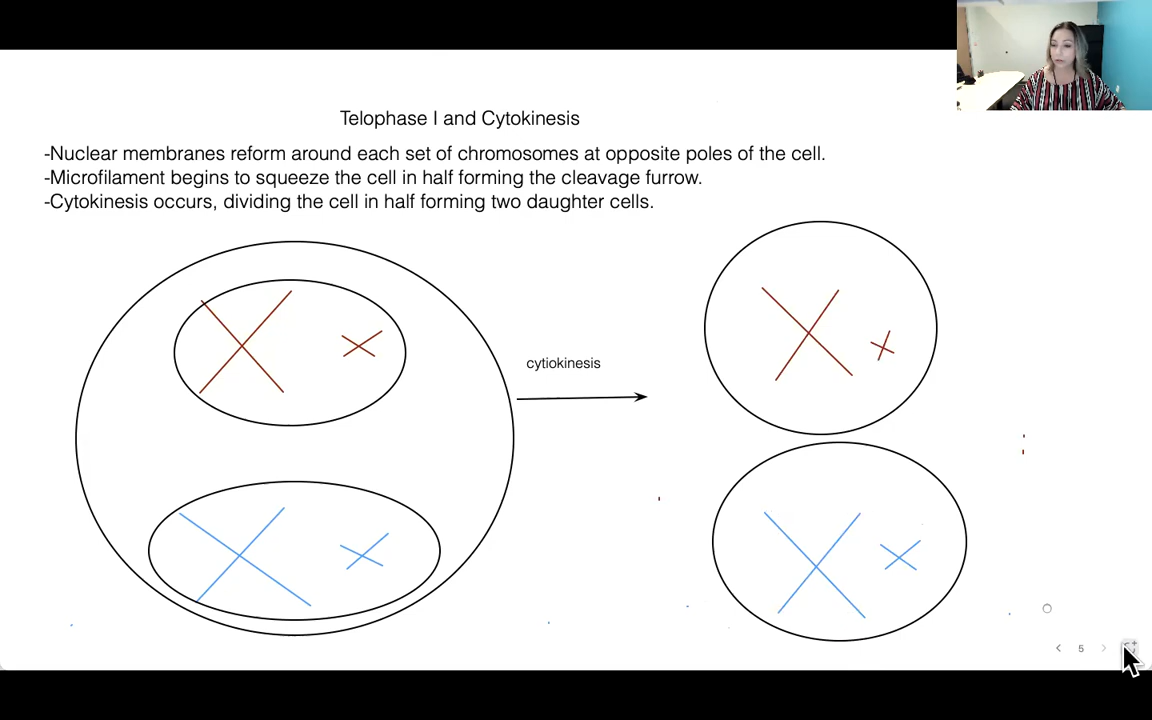 Telophase I and Cytokinesis
-Nuclear membranes reform around each set of chromosomes at opposite poles of the cell.
-Microfilament begins to squeeze the cell in half forming the cleavage furrow.
-Cytokinesis occurs, dividing the cell in half forming two daughter cells.
cytiokinesis
5